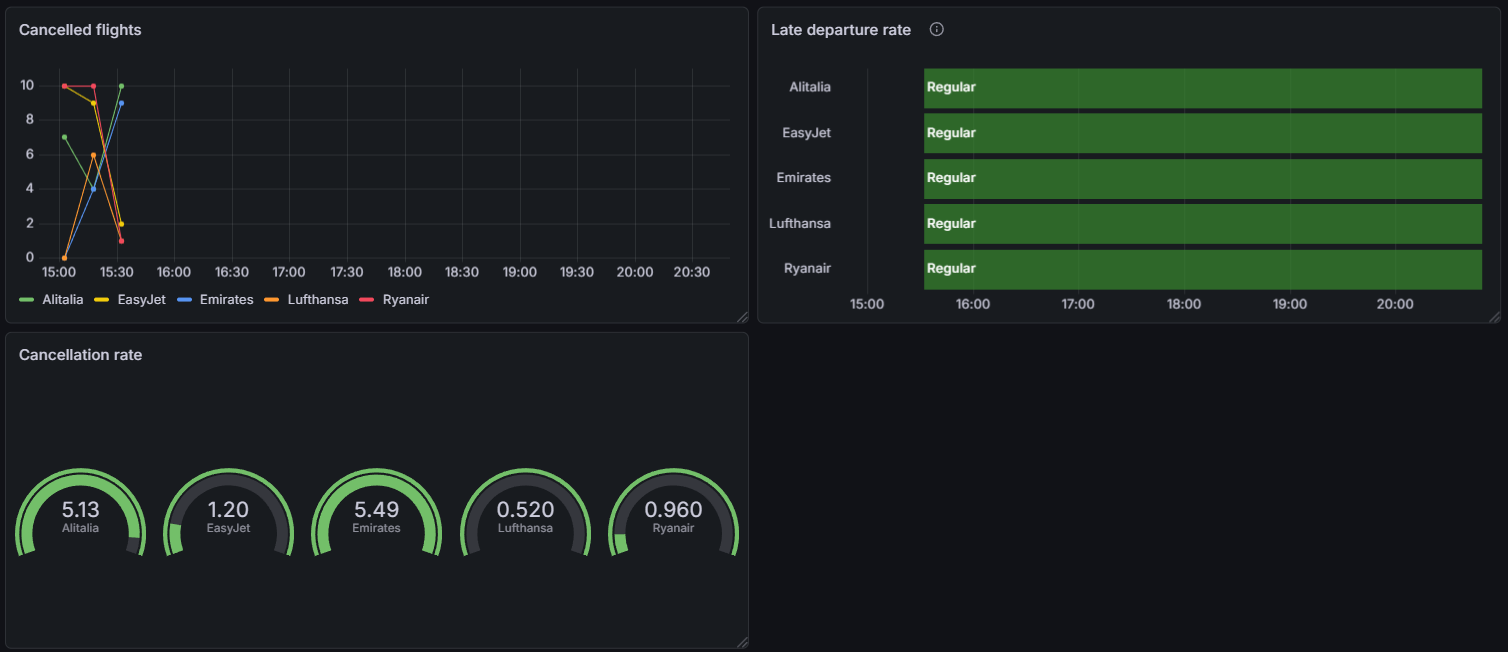 Cancelled flights
10
8
6
4
2
0
15:00 15:30 16:00 16:30 17:00 17:30 18:00 18:30 19:00 19:30 20:00 20:30
Alitalia EasyJet Emirates Lufthansa Ryanair
Late departure rate
Alitalia Regular
EasyJet Regular
Emirates Regular
Lufthansa Regular
Ryanair Regular
15:00 16:00 17:00 18:00 19:00 20:00
Cancellation rate
5.13 1.20 5.49 0.520 0.960
Alitalia EasyJet Emirates Lufthansa Ryanair